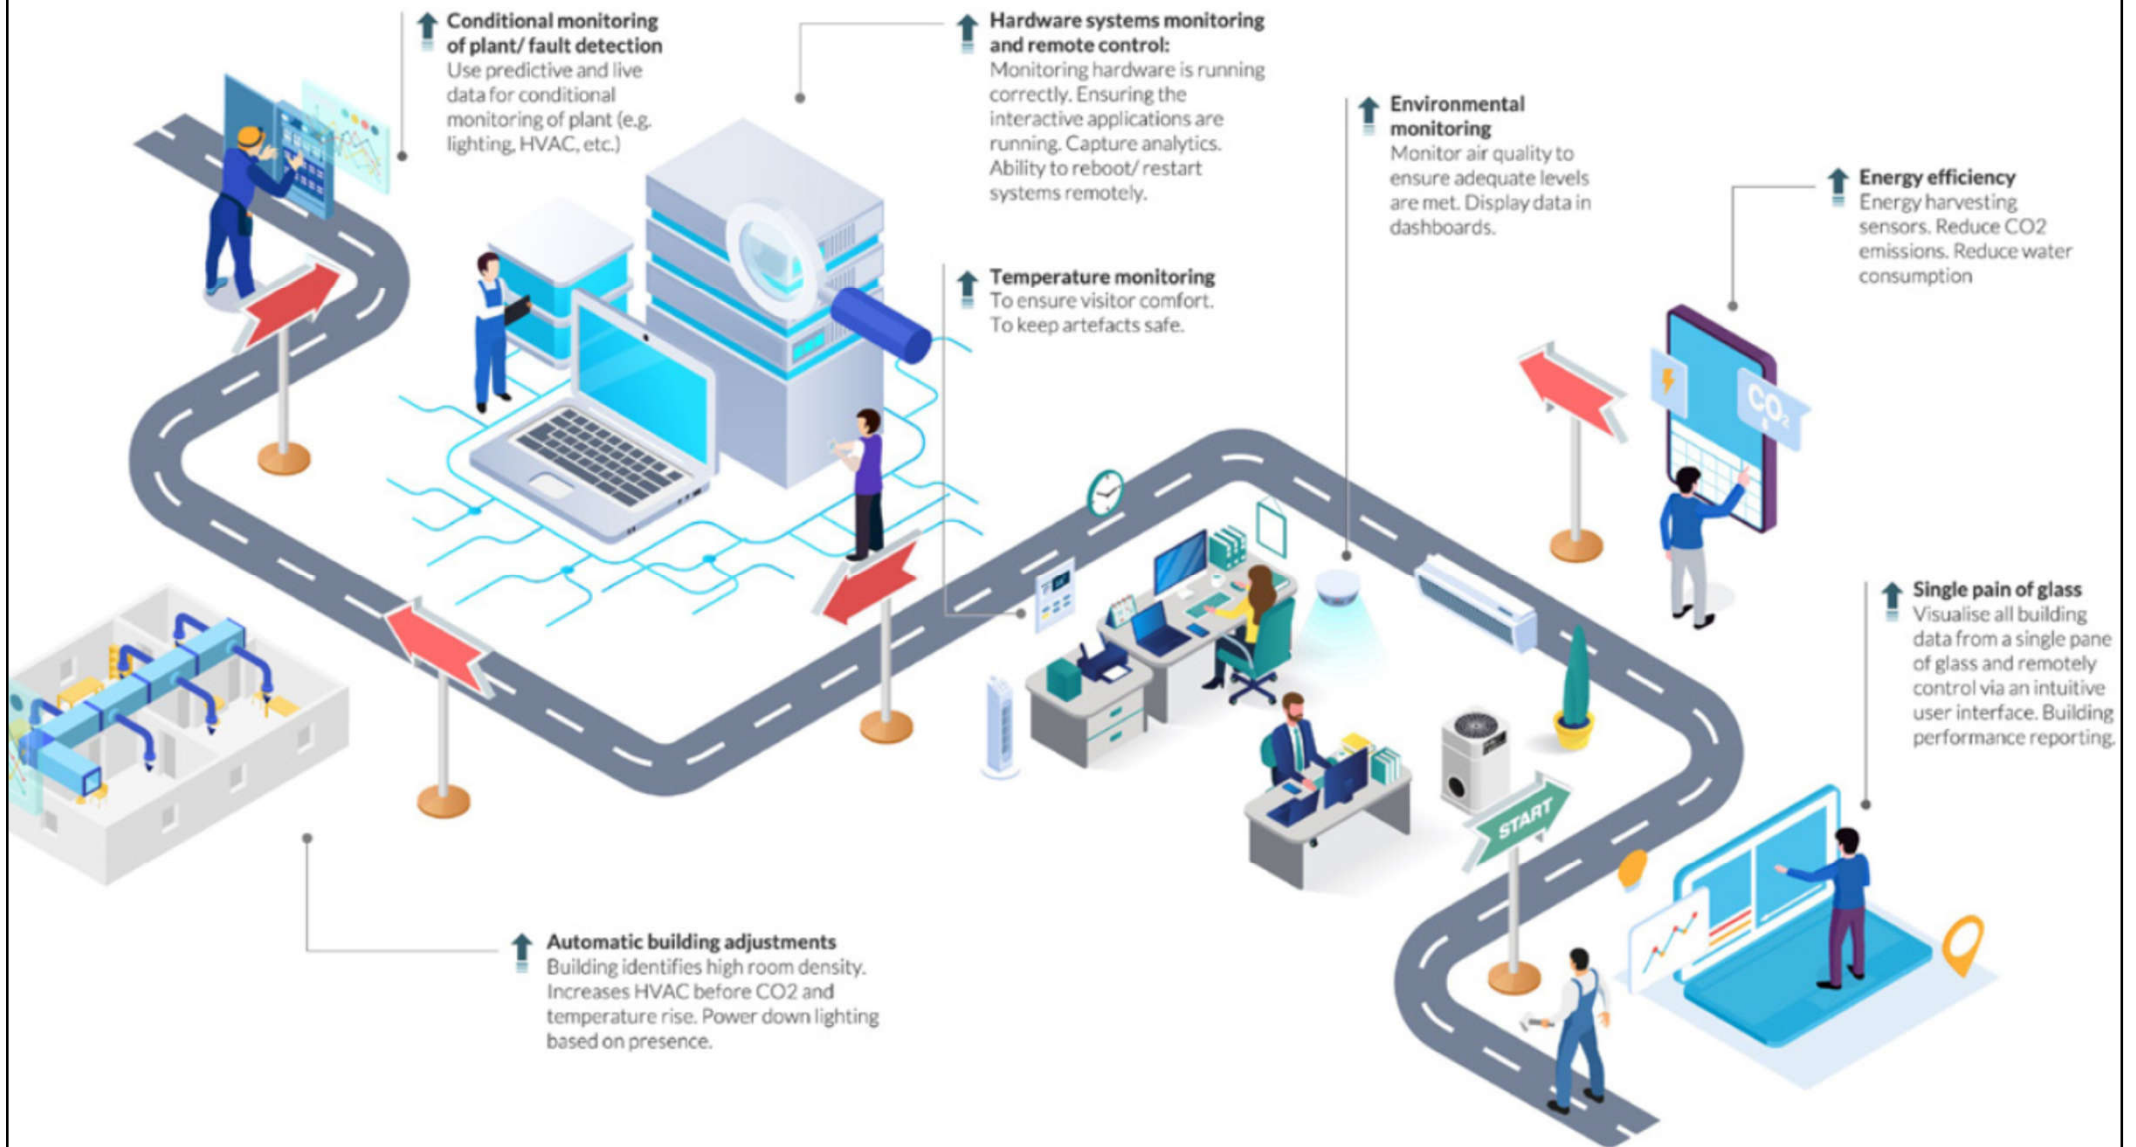 Conditional monitoring
of plant/ fault detection
Use predictive and live
data for conditional
monitoring of plant (e.g.
lighting, HVAC, etc.)
Hardware systems monitoring
and remote control:
Monitoring hardware is running
correctly. Ensuring the
interactive applications are
running. Capture analytics.
Ability to reboot/ restart
systems remotely.
Environmental
monitoring
Monitor air quality to
ensure adequate levels
are met. Display data in
dashboards.
Energy efficiency
Energy harvesting
sensors. Reduce CO2
emissions. Reduce water
consumption
Temperature monitoring
To ensure visitor comfort.
To keep artefacts safe.
CO2
Single pain of glass
Visualise all building
data from a single pane
of glass and remotely
control via an intuitive
user interface. Building
performance reporting.
START
Automatic building adjustments
Building identifies high room density.
Increases HVAC before CO2 and
temperature rise. Power down lighting
based on presence.